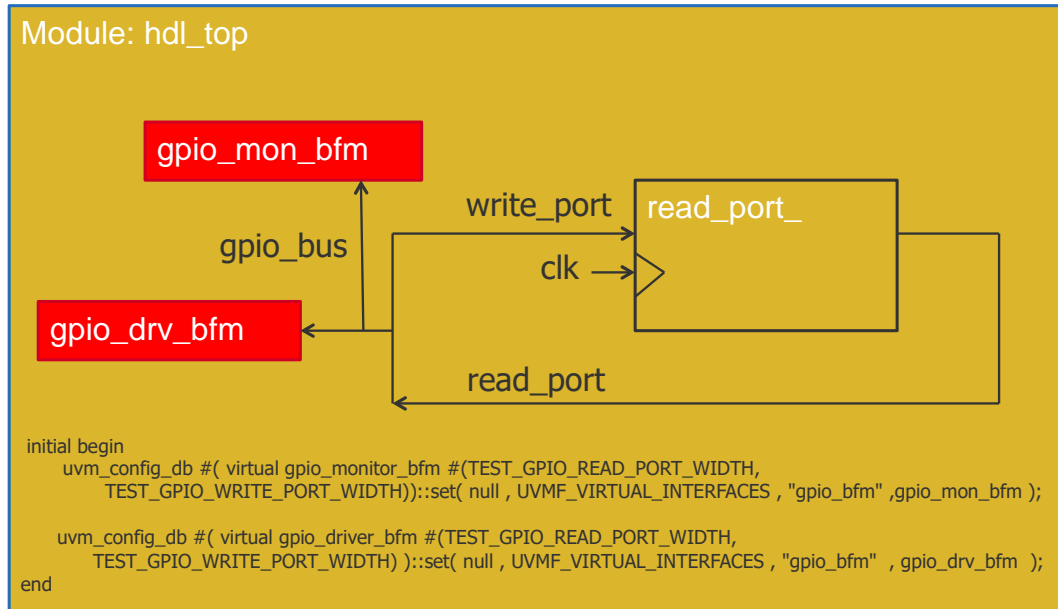 Module: hdl_top
gpio_mon_bfm
write_port
read_port_
gpio_bus
clk
gpio_drv_bfm
read_port
initial begin
uvm_config_db #( virtual gpio_monitor_bfm #(TEST_GPIO_READ_PORT_WIDTH,
TEST_GPIO_WRITE_PORT_WIDTH))::set( null , UVMF_VIRTUAL_INTERFACES , "gpio_bfm" ,gpio_mon_bfm );
uvm_config_db #( virtual gpio_driver_bfm #(TEST_GPIO_READ_PORT_WIDTH,
TEST_GPIO_WRITE_PORT_WIDTH) )::set( null , UVMF_VIRTUAL_INTERFACES , "gpio_bfm" , gpio_drv_bfm );
end